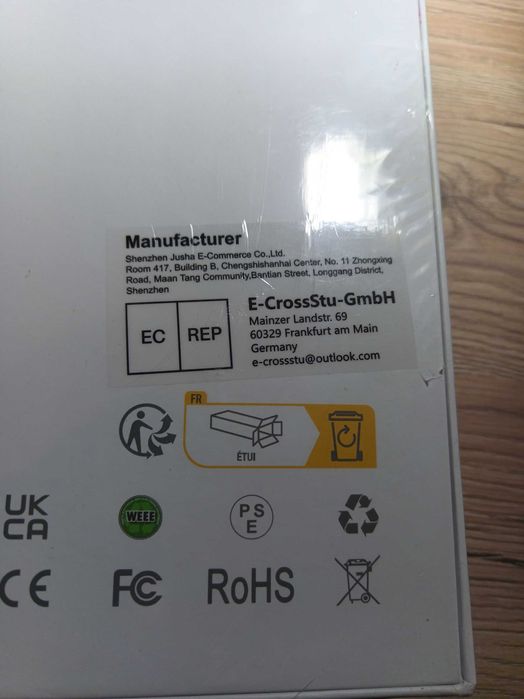 Manufacturer
Shenzhen Jusha E-Commerce Co.,Ltd.
Room 417, Building B, Chengshishanhai Center, No. 11 Zhongxing
Road, Maan Tang Community,Bantian Street, Longgang District,
Shenzhen
EC REP
E-CrossStu-GmbH
Mainzer Landstr. 69
60329 Frankfurt am Main
Germany
e-crossstu@outlook.com
FR
ÉTUI
UK
CA
WEEE
PS
E
CE FC RoHS